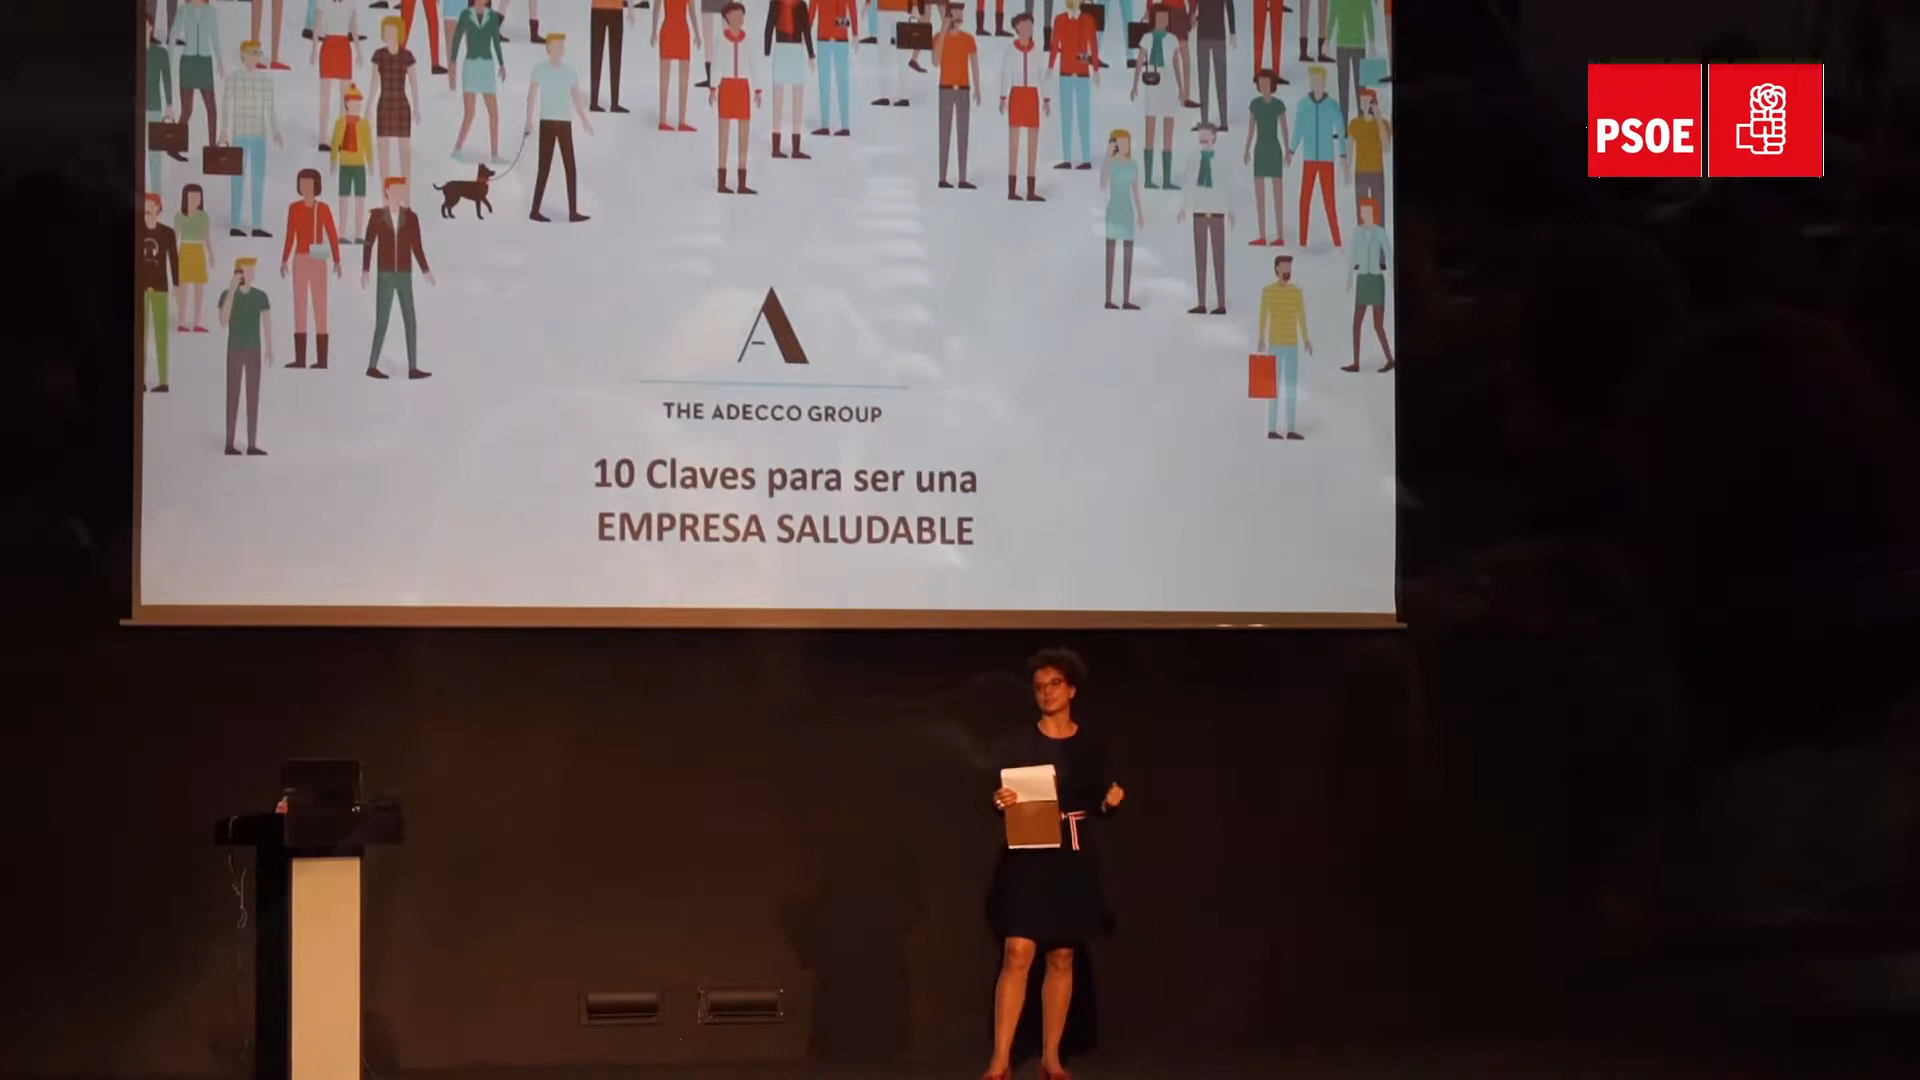 PSOE
THE ADECCO GROUP
10 Claves para ser una
EMPRESA SALUDABLE